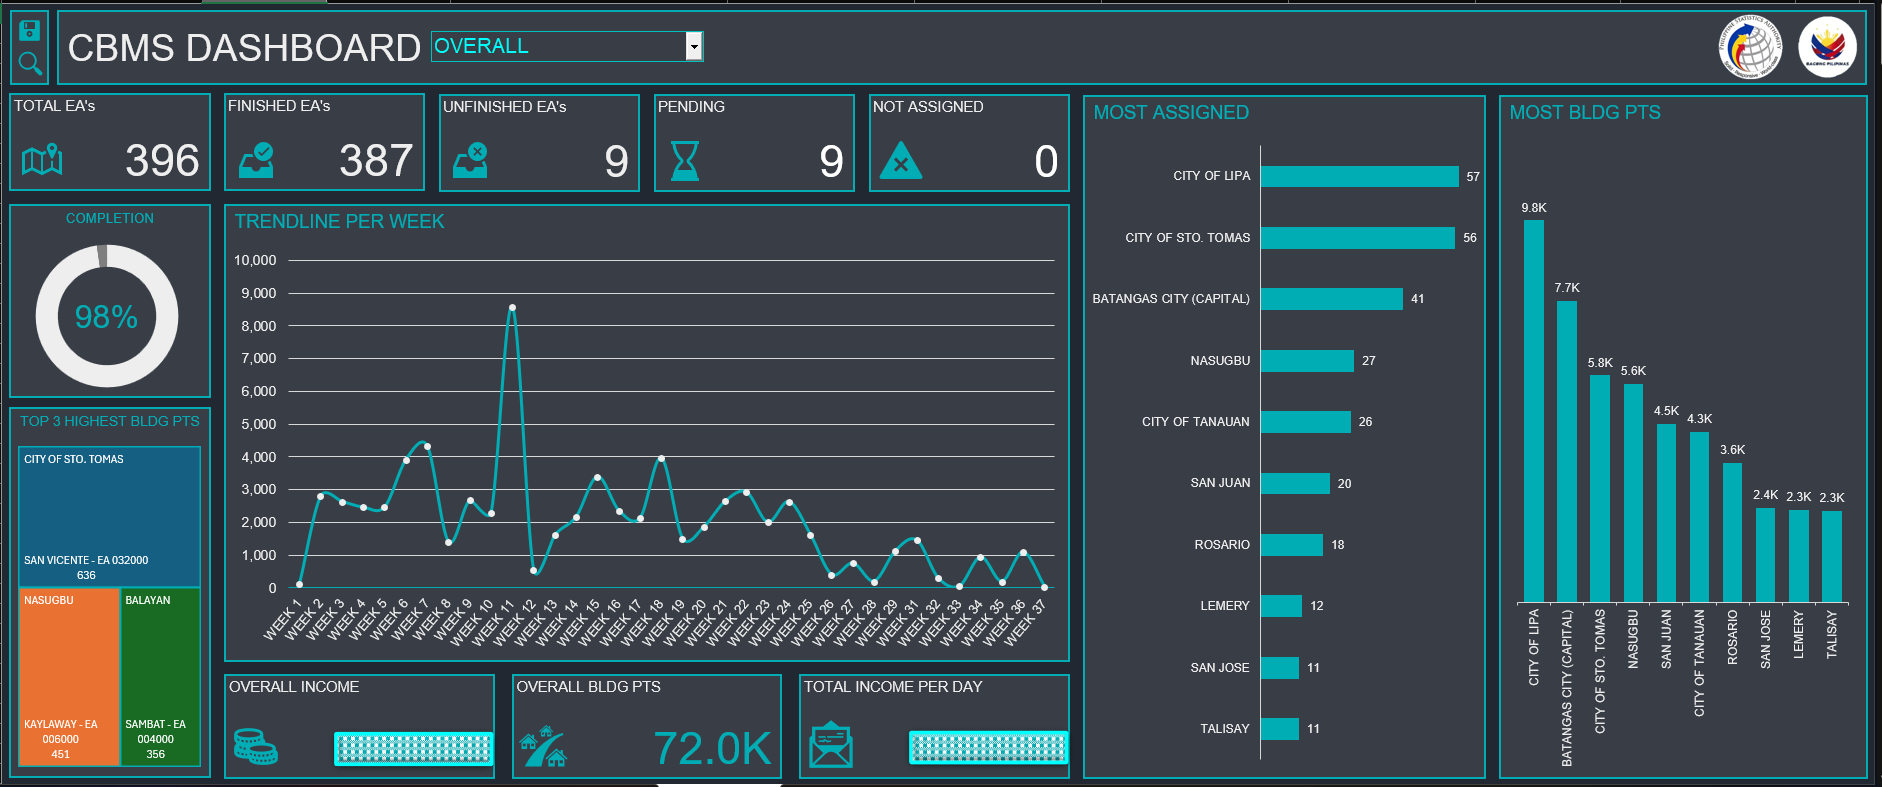 CBMS DASHBOARD
OVERALL
PHILIPPINE STATISTICS AUTHORITY
Solid • Responsive • World-class
BAGONG PILIPINAS
TOTAL EA's
396
FINISHED EA's
387
UNFINISHED EA's
9
PENDING
9
NOT ASSIGNED
0
COMPLETION
98%
TOP 3 HIGHEST BLDG PTS
CITY OF STO. TOMAS
SAN VICENTE - EA 032000
636
NASUGBU
KAYLAWAY - EA
006000
451
BALAYAN
SAMBAT - EA
004000
356
TRENDLINE PER WEEK
10,000
9,000
8,000
7,000
6,000
5,000
4,000
3,000
2,000
1,000
0
WEEK 1
WEEK 2
WEEK 3
WEEK 4
WEEK 5
WEEK 6
WEEK 7
WEEK 8
WEEK 9
WEEK 10
WEEK 11
WEEK 12
WEEK 13
WEEK 14
WEEK 15
WEEK 16
WEEK 17
WEEK 18
WEEK 19
WEEK 20
WEEK 21
WEEK 22
WEEK 23
WEEK 24
WEEK 25
WEEK 26
WEEK 27
WEEK 28
WEEK 29
WEEK 31
WEEK 32
WEEK 33
WEEK 34
WEEK 35
WEEK 36
WEEK 37
OVERALL INCOME
OVERALL BLDG PTS
72.0K
TOTAL INCOME PER DAY
MOST ASSIGNED
CITY OF LIPA 57
CITY OF STO. TOMAS 56
BATANGAS CITY (CAPITAL) 41
NASUGBU 27
CITY OF TANAUAN 26
SAN JUAN 20
ROSARIO 18
LEMERY 12
SAN JOSE 11
TALISAY 11
MOST BLDG PTS
9.8K
7.7K
5.8K
5.6K
4.5K
4.3K
3.6K
2.4K
2.3K
2.3K
CITY OF LIPA
BATANGAS CITY (CAPITAL)
CITY OF STO. TOMAS
NASUGBU
SAN JUAN
CITY OF TANAUAN
ROSARIO
SAN JOSE
LEMERY
TALISAY